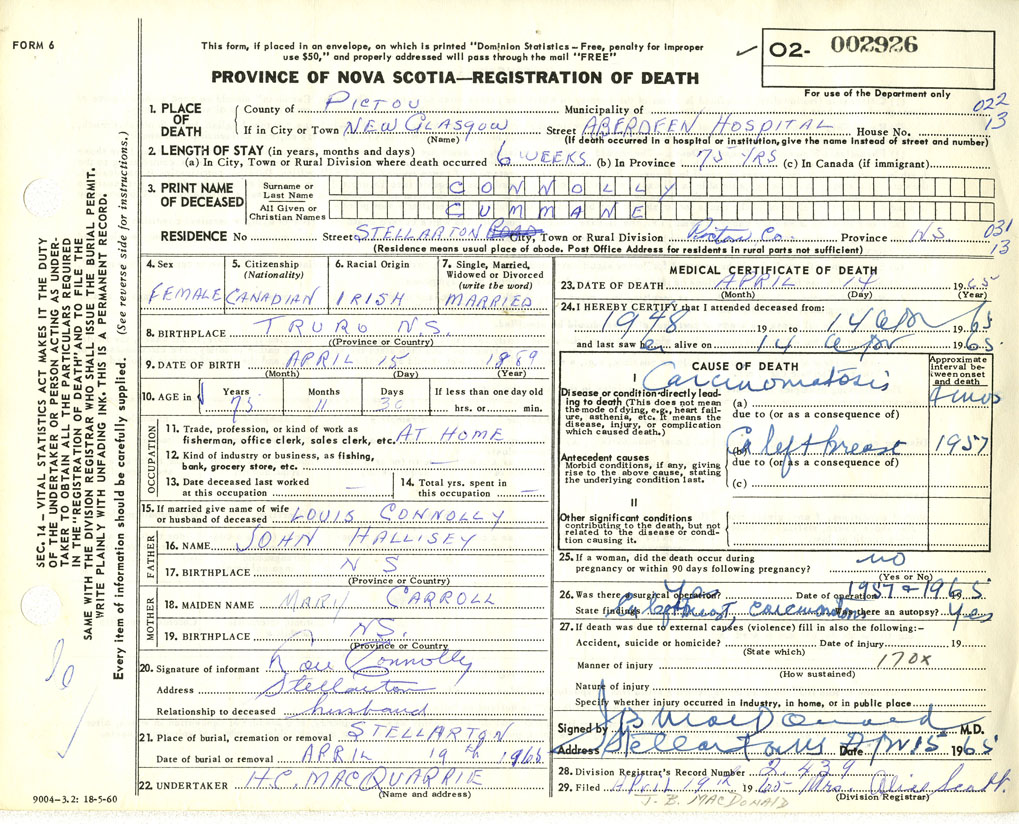 FORM 6
This form, if placed in an envelope, on which is printed "Dominion Statistics—Free, penalty for improper
use $50," and properly addressed will pass through the mail "FREE"
PROVINCE OF NOVA SCOTIA—REGISTRATION OF DEATH
O2- 002926
For use of the Department only
022
13
1. PLACE OF DEATH
County of PICTOU Municipality of
If in City or Town NEW GLASGOW Street ABERDEEN HOSPITAL House No.
(Name) (If death occurred in a hospital or institution, give the name instead of street and number)
2. LENGTH OF STAY (in years, months and days)
(a) In City, Town or Rural Division where death occurred 6 WEEKS (b) In Province 75 YRS (c) In Canada (if immigrant)
3. PRINT NAME OF DECEASED
Surname or Last Name CONNOLLY
All Given or Christian Names
RESIDENCE No Street STELLARTON City, Town or Rural Division Pictou Co. Province NS
031
13
(Residence means usual place of abode. Post Office Address for residents in rural parts not sufficient)
4. Sex FEMALE
5. Citizenship (Nationality) CANADIAN
6. Racial Origin IRISH
7. Single, Married, Widowed or Divorced (write the word) MARRIED
8. BIRTHPLACE TRURO N.S.
(Province or Country)
9. DATE OF BIRTH APRIL 15 1889
(Month) (Day) (Year)
10. AGE in Years 75 Months 11 Days 30 If less than one day old hrs. or min.
OCCUPATION
11. Trade, profession, or kind of work as fisherman, office clerk, sales clerk, etc. AT HOME
12. Kind of industry or business, as fishing, bank, grocery store, etc. —
13. Date deceased last worked at this occupation —
14. Total yrs. spent in this occupation —
15. If married give name of wife or husband of deceased LOUIS CONNOLLY
FATHER
16. NAME JOHN HALLISEY
17. BIRTHPLACE N S
(Province or Country)
MOTHER
18. MAIDEN NAME MARY CARROLL
19. BIRTHPLACE NS.
(Province or Country)
20. Signature of informant Connolly
Address Stellarton
Relationship to deceased husband
21. Place of burial, cremation or removal STELLARTON
Date of burial or removal APRIL 19th 1965
22. UNDERTAKER H.C. MACQUARRIE
(Name and address)
9004-3.2: 18-5-60
MEDICAL CERTIFICATE OF DEATH
23. DATE OF DEATH APRIL 14 1965
(Month) (Day) (Year)
24. I HEREBY CERTIFY that I attended deceased from:
1948 19 to 14 Apr 1965
and last saw h alive on 14 Apr 1965
CAUSE OF DEATH
Approximate interval between onset and death
I
Disease or condition directly leading to death (This does not mean the mode of dying, e.g., heart failure, asthenia, etc. It means the disease, injury, or complication which caused death.)
Carcinomatosis
(a)
due to (or as a consequence of)
Antecedent causes
Morbid conditions, if any, giving rise to the above cause, stating the underlying condition last.
(b) Ca left breast 1957
due to (or as a consequence of)
(c)
II
Other significant conditions contributing to the death, but not related to the disease or condition causing it.
25. If a woman, did the death occur during pregnancy or within 90 days following pregnancy? no
(Yes or No)
26. Was there a surgical operation? Yes Date of operation 1957 & 1965
State findings Was there an autopsy? Yes
27. If death was due to external causes (violence) fill in also the following:—
Accident, suicide or homicide? Date of injury 19
(State which)
Manner of injury 170X
(How sustained)
Nature of injury
Specify whether injury occurred in industry, in home, or in public place
Signed by MacDonald M.D.
Address Stellarton NS Date 15 1965
28. Division Registrar's Record Number 2439
29. Filed April 19th 1965 Mrs. Alice Scott
(Division Registrar)
J. B. MACDONALD
SEC. 14—VITAL STATISTICS ACT MAKES IT THE DUTY
OF THE UNDERTAKER OR PERSON ACTING AS UNDER-
TAKER TO OBTAIN ALL THE PARTICULARS REQUIRED
IN THE "REGISTRATION OF DEATH" AND TO FILE THE
SAME WITH THE DIVISION REGISTRAR WHO SHALL ISSUE THE BURIAL PERMIT.
WRITE PLAINLY WITH UNFADING INK. THIS IS A PERMANENT RECORD.
Every item of information should be carefully supplied. (See reverse side for instructions.)